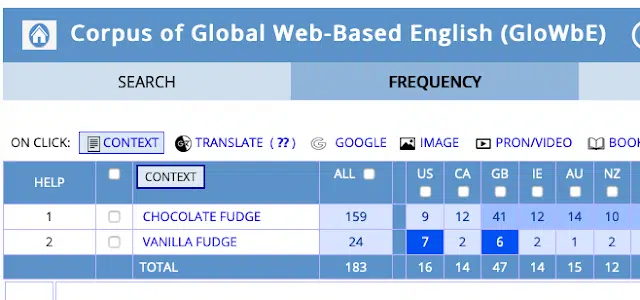 Corpus of Global Web-Based English (GloWbE)
SEARCH FREQUENCY
ON CLICK: CONTEXT TRANSLATE (??) GOOGLE IMAGE PRON/VIDEO BOOK
HELP CONTEXT ALL US CA GB IE AU NZ
1 CHOCOLATE FUDGE 159 9 12 41 12 14 10
2 VANILLA FUDGE 24 7 2 6 2 1 2
TOTAL 183 16 14 47 14 15 12